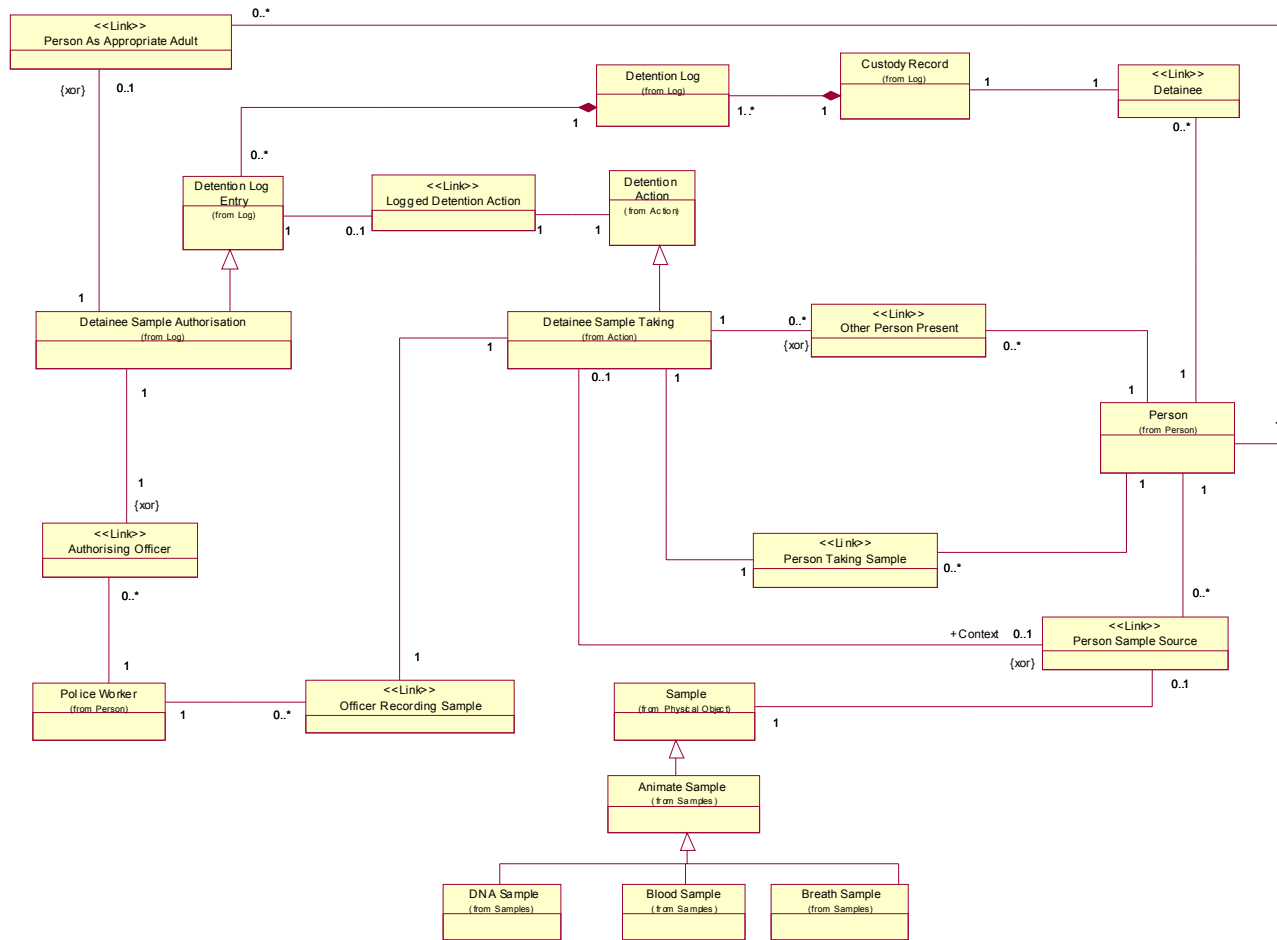 <<Link>>
Person As Appropriate Adult
0..*
{xor}
0..1
Detention Log
(from Log)
1
1..*
Custody Record
(from Log)
1
1
1
<<Link>>
Detainee
0..*
0..*
Detention Log
Entry
(from Log)
1
0..1
<<Link>>
Logged Detention Action
1
1
Detention
Action
(from Action)
1
Detainee Sample Authorisation
(from Log)
1
Detainee Sample Taking
(from Action)
1
1
0..1
1
0..*
{xor}
<<Link>>
Other Person Present
0..*
1
1
Person
(from Person)
1
1
1
{xor}
<<Link>>
Authorising Officer
0..*
<<Link>>
Person Taking Sample
1
0..*
0..*
+Context
0..1
{xor}
<<Link>>
Person Sample Source
0..1
1
Police Worker
(from Person)
1
0..*
1
<<Link>>
Officer Recording Sample
Sample
(from Physical Object)
1
Animate Sample
(from Samples)
DNA Sample
(from Samples)
Blood Sample
(from Samples)
Breath Sample
(from Samples)